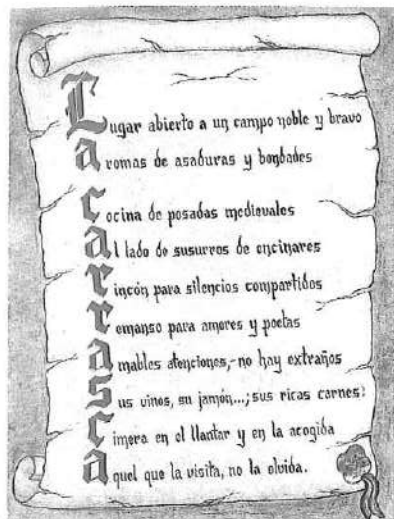 Lugar abierto a un campo noble y bravo
aromas de asaduras y bondades
cocina de posadas medievales
al lado de susurros de encinares
rincón para silencios compartidos
remanso para amores y poetas
amables atenciones,-no hay extraños
sus vinos, su jamón...; sus ricas carnes:
cimera en el llantar y en la acogida
aquel que la visita, no la olvida.